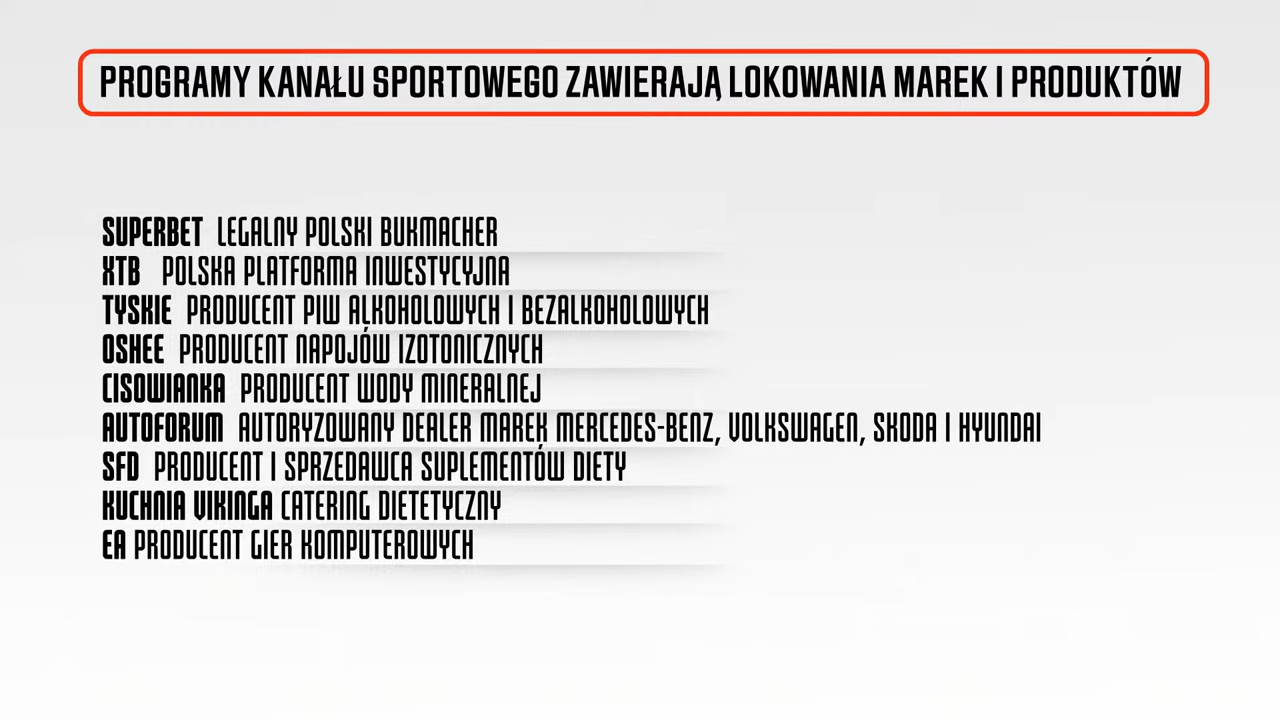 PROGRAMY KANAŁU SPORTOWEGO ZAWIERAJĄ LOKOWANIA MAREK I PRODUKTÓW
SUPERBET LEGALNY POLSKI BUKMACHER
XTB POLSKA PLATFORMA INWESTYCYJNA
TYSKIE PRODUCENT PIW ALKOHOLOWYCH I BEZALKOHOLOWYCH
OSHEE PRODUCENT NAPOJÓW IZOTONICZNYCH
CISOWIANKA PRODUCENT WODY MINERALNEJ
AUTOFORUM AUTORYZOWANY DEALER MAREK MERCEDES-BENZ, VOLKSWAGEN, SKODA I HYUNDAI
SFD PRODUCENT I SPRZEDAWCA SUPLEMENTÓW DIETY
KUCHNIA VIKINGA CATERING DIETETYCZNY
EA PRODUCENT GIER KOMPUTEROWYCH